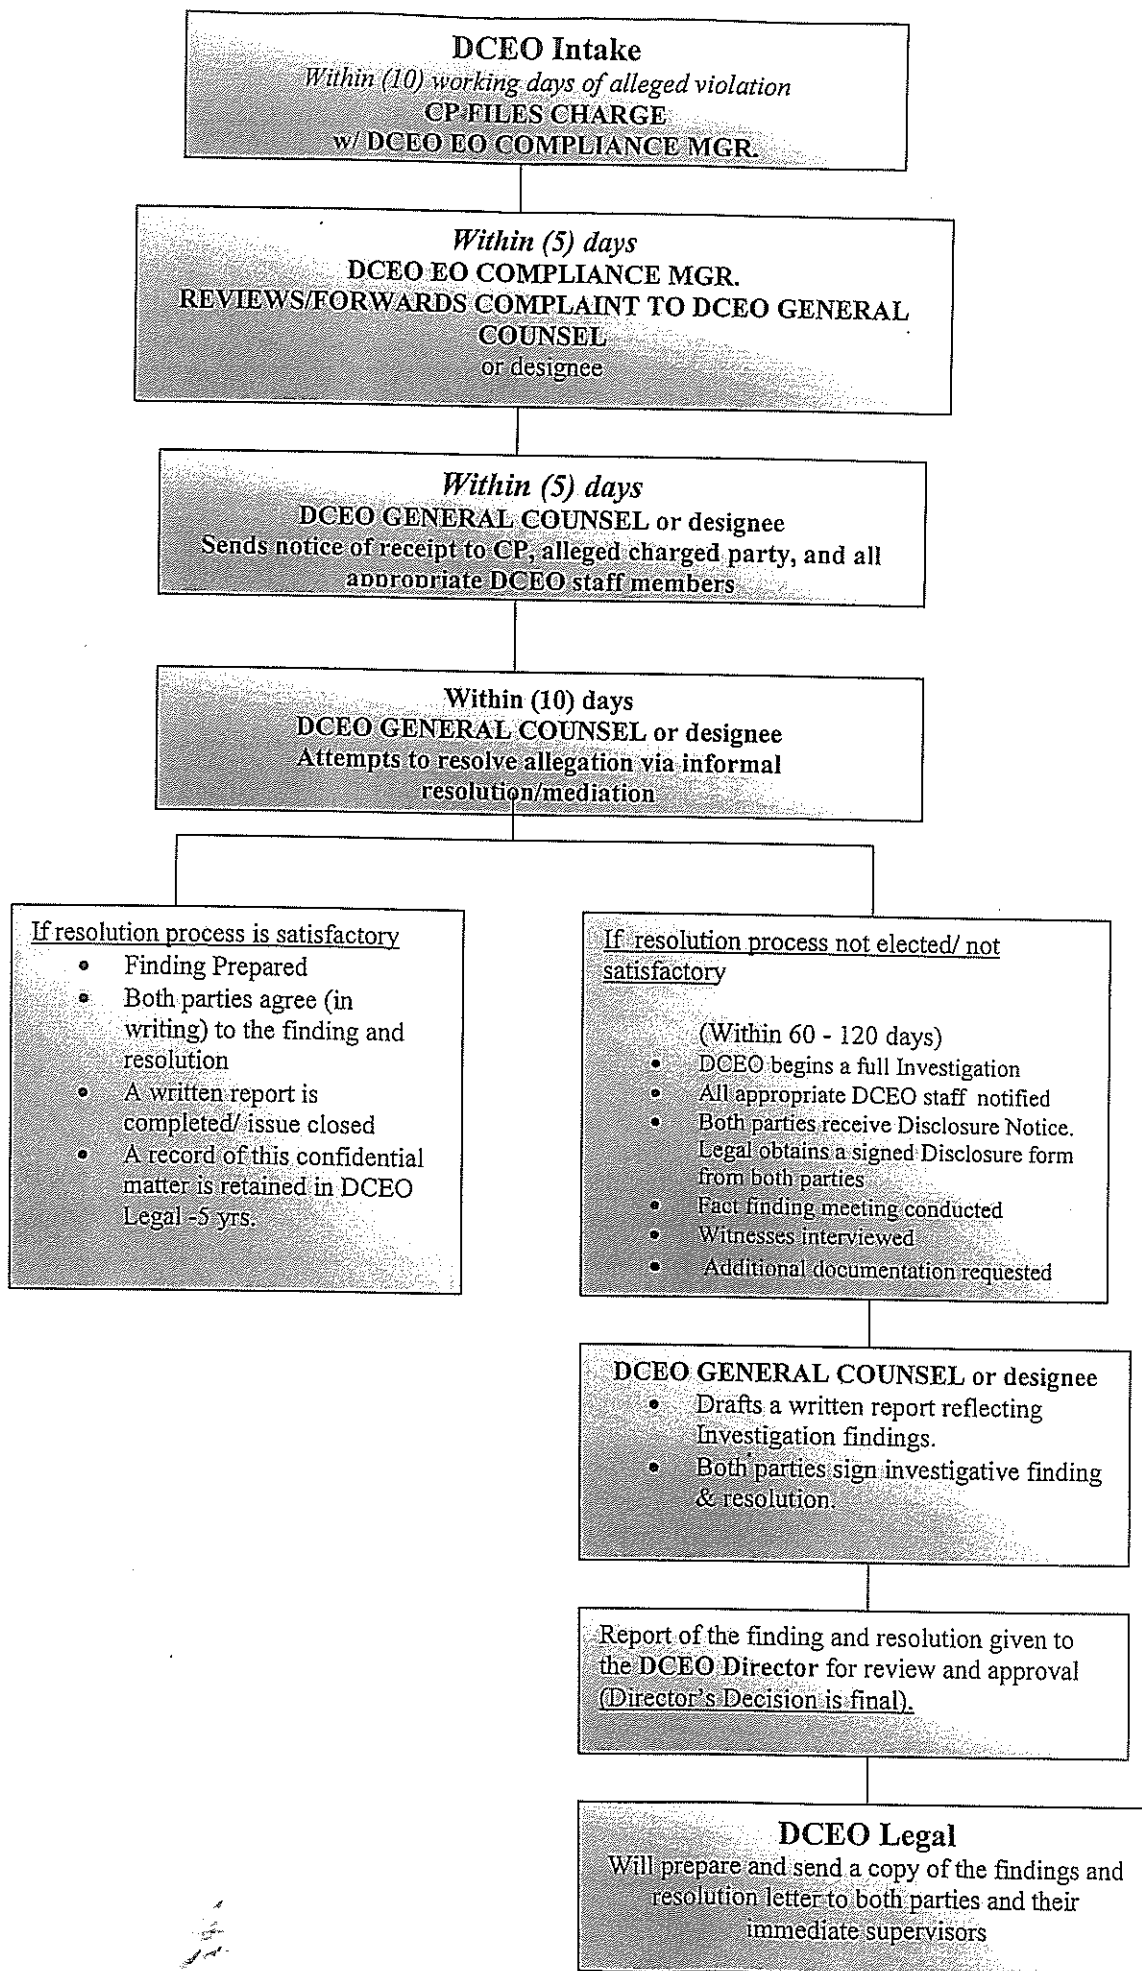 DCEO Intake
Within (10) working days of alleged violation
CP FILES CHARGE
w/ DCEO EO COMPLIANCE MGR.
Within (5) days
DCEO EO COMPLIANCE MGR.
REVIEWS/FORWARDS COMPLAINT TO DCEO GENERAL
COUNSEL
or designee
Within (5) days
DCEO GENERAL COUNSEL or designee
Sends notice of receipt to CP, alleged charged party, and all
appropriate DCEO staff members
Within (10) days
DCEO GENERAL COUNSEL or designee
Attempts to resolve allegation via informal
resolution/mediation
If resolution process is satisfactory
• Finding Prepared
• Both parties agree (in
writing) to the finding and
resolution
• A written report is
completed/ issue closed
• A record of this confidential
matter is retained in DCEO
Legal -5 yrs.
If resolution process not elected/ not
satisfactory
(Within 60 - 120 days)
• DCEO begins a full Investigation
• All appropriate DCEO staff notified
• Both parties receive Disclosure Notice.
Legal obtains a signed Disclosure form
from both parties
• Fact finding meeting conducted
• Witnesses interviewed
• Additional documentation requested
DCEO GENERAL COUNSEL or designee
• Drafts a written report reflecting
Investigation findings.
• Both parties sign investigative finding
& resolution.
Report of the finding and resolution given to
the DCEO Director for review and approval
(Director's Decision is final).
DCEO Legal
Will prepare and send a copy of the findings and
resolution letter to both parties and their
immediate supervisors